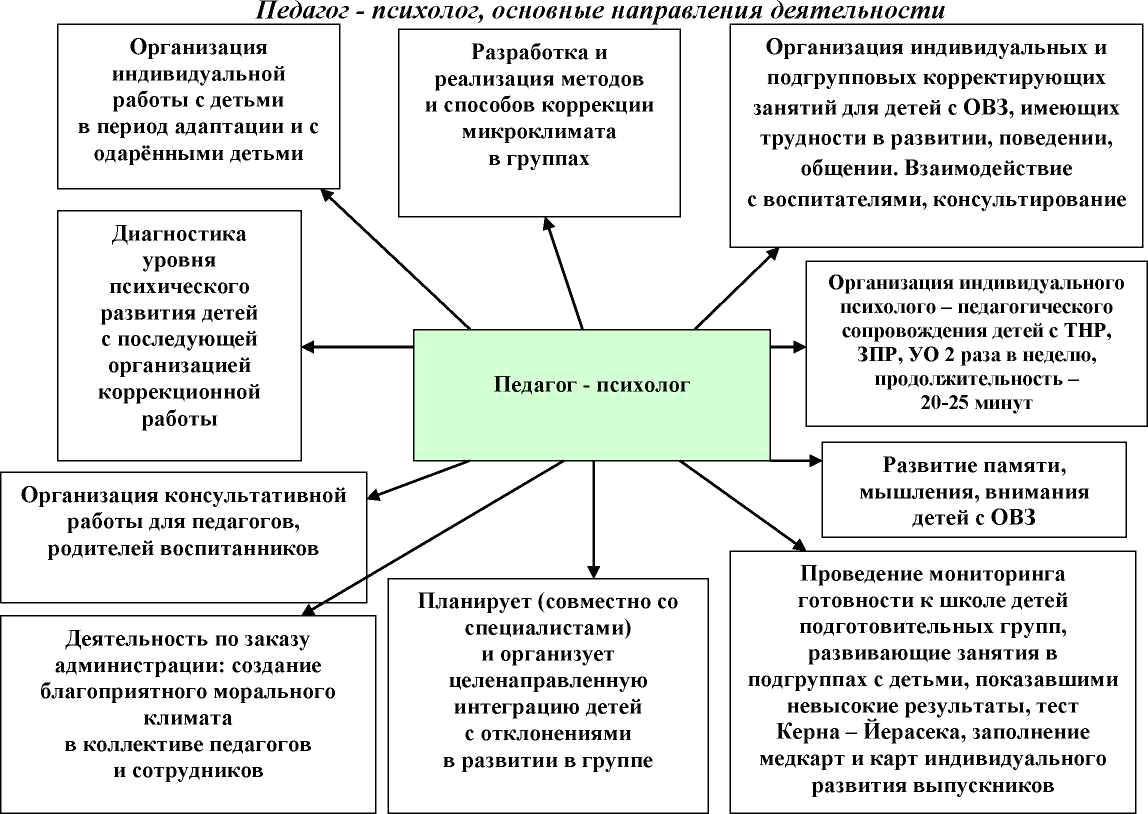 Педагог - психолог, основные направления деятельности
Организация
индивидуальной
работы с детьми
в период адаптации и с
одарёнными детьми
Разработка и
реализация методов
и способов коррекции
микроклимата
в группах
Организация индивидуальных и
подгрупповых корректирующих
занятий для детей с ОВЗ, имеющих
трудности в развитии, поведении,
общении. Взаимодействие
с воспитателями, консультирование
Диагностика
уровня
психического
развития детей
с последующей
организацией
коррекционной
работы
Педагог - психолог
Организация индивидуального
психолого – педагогического
сопровождения детей с ТНР,
ЗПР, УО 2 раза в неделю,
продолжительность –
20-25 минут
Развитие памяти,
мышления, внимания
детей с ОВЗ
Организация консультативной
работы для педагогов,
родителей воспитанников
Деятельность по заказу
администрации: создание
благоприятного морального
климата
в коллективе педагогов
и сотрудников
Планирует (совместно со
специалистами)
и организует
целенаправленную
интеграцию детей
с отклонениями
в развитии в группе
Проведение мониторинга
готовности к школе детей
подготовительных групп,
развивающие занятия в
подгруппах с детьми, показавшими
невысокие результаты, тест
Керна – Йерасека, заполнение
медкарт и карт индивидуального
развития выпускников